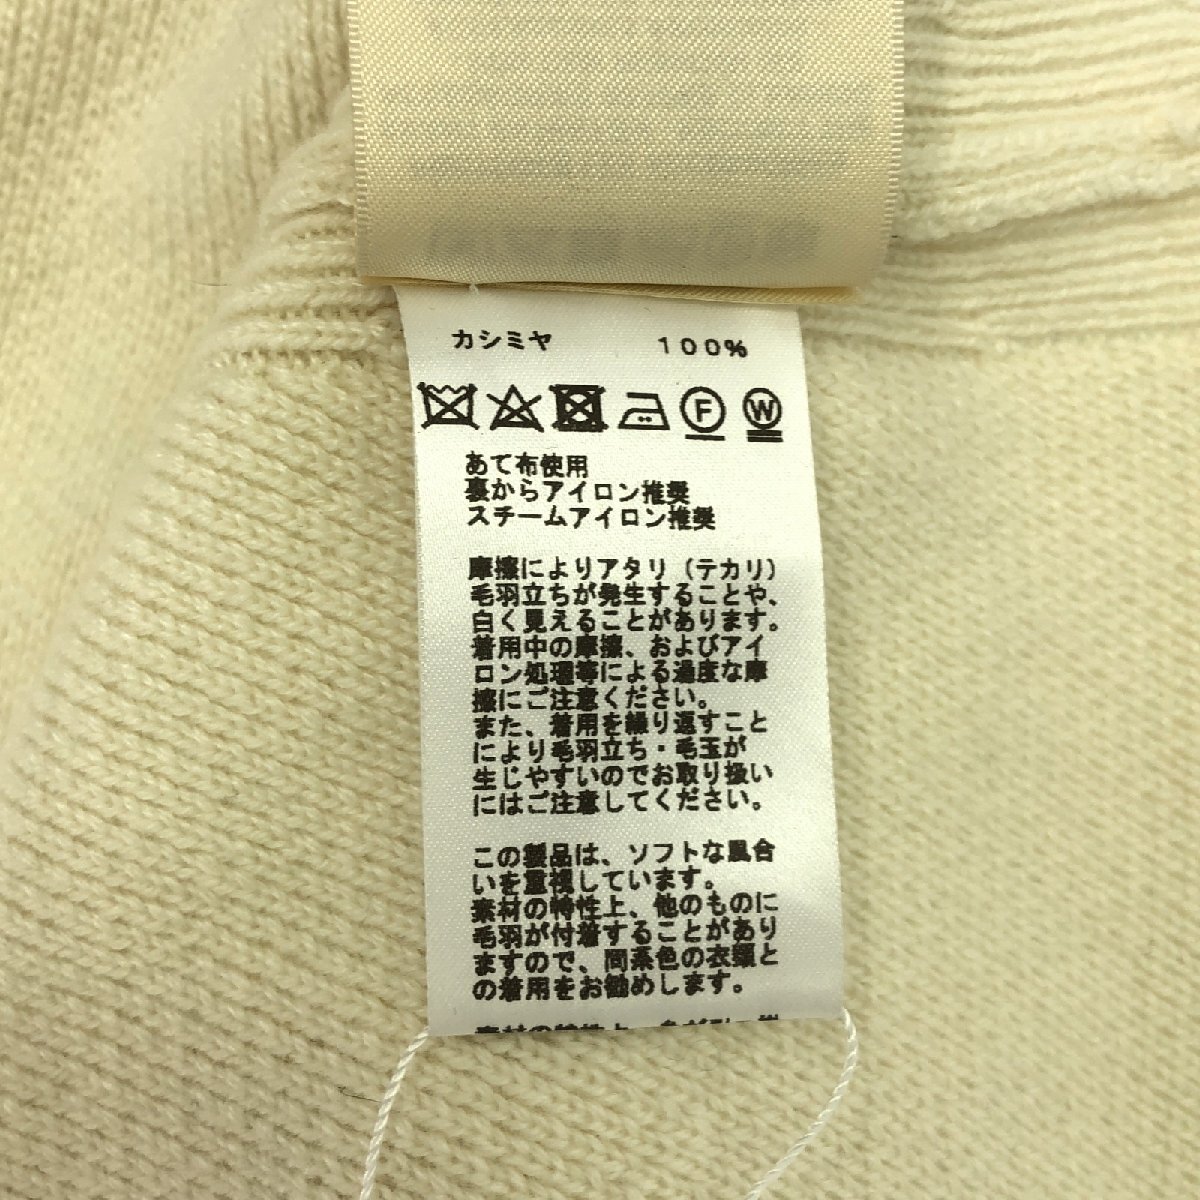 カシミヤ 100%
F W
あて布使用
裏からアイロン推奨
スチームアイロン推奨
摩擦によりアタリ(テカリ)
毛羽立ちが発生することや、
白く見えることがあります。
着用中の摩擦、およびアイ
ロン処理等による過度な摩
擦にご注意ください。
また、着用を繰り返すこと
により毛羽立ち・毛玉が
生じやすいのでお取り扱い
にはご注意してください。
この製品は、ソフトな風合
いを重視しています。
素材の特性上、他のものに
毛羽が付着することがあり
ますので、同系色の衣類と
の着用をお勧めします。
素材の特性上、